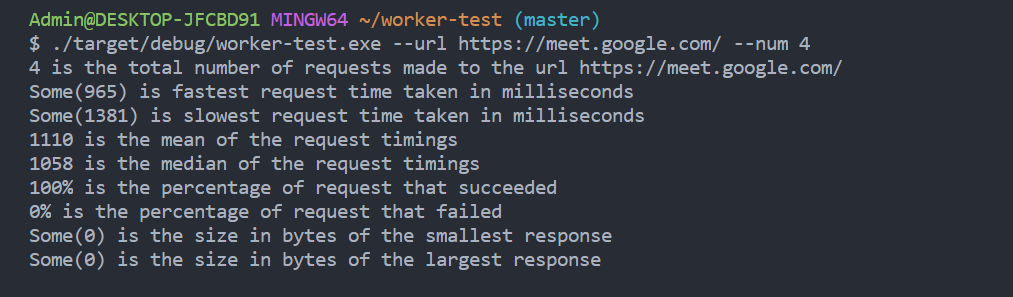 Admin@DESKTOP-JFCBD91 MINGW64 ~/worker-test (master)
$ ./target/debug/worker-test.exe --url https://meet.google.com/ --num 4
4 is the total number of requests made to the url https://meet.google.com/
Some(965) is fastest request time taken in milliseconds
Some(1381) is slowest request time taken in milliseconds
1110 is the mean of the request timings
1058 is the median of the request timings
100% is the percentage of request that succeeded
0% is the percentage of request that failed
Some(0) is the size in bytes of the smallest response
Some(0) is the size in bytes of the largest response